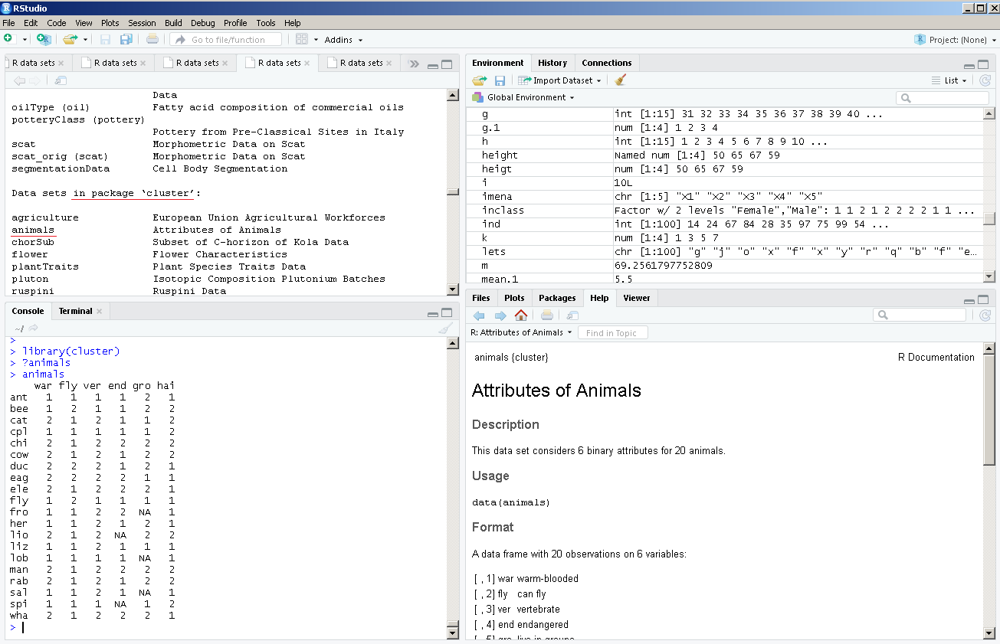 RStudio
File Edit Code View Plots Session Build Debug Profile Tools Help
Go to file/function Addins Project: (None)
R data sets R data sets R data sets R data sets R data sets
Data
oilType (oil) Fatty acid composition of commercial oils
potteryClass (pottery)
Pottery from Pre-Classical Sites in Italy
scat Morphometric Data on Scat
scat_orig (scat) Morphometric Data on Scat
segmentationData Cell Body Segmentation
Data sets in package ‘cluster’:
agriculture European Union Agricultural Workforces
animals Attributes of Animals
chorSub Subset of C-horizon of Kola Data
flower Flower Characteristics
plantTraits Plant Species Traits Data
pluton Isotopic Composition Plutonium Batches
ruspini Ruspini Data
Console Terminal
~/
>
> library(cluster)
> ?animals
> animals
war fly ver end gro hai
ant 1 1 1 1 2 1
bee 1 2 1 1 2 2
cat 2 1 2 1 1 2
cpl 1 1 1 1 1 2
chi 2 1 2 2 2 2
cow 2 1 2 1 2 2
duc 2 2 2 1 2 1
eag 2 2 2 2 1 1
ele 2 1 2 2 2 1
fly 1 2 1 1 1 1
fro 1 1 2 2 NA 1
her 1 1 2 1 2 1
lio 2 1 2 NA 2 2
liz 1 1 2 1 1 1
lob 1 1 1 1 NA 1
man 2 1 2 2 2 2
rab 2 1 2 1 2 2
sal 1 1 2 1 NA 1
spi 1 1 1 NA 1 2
wha 2 1 2 2 2 1
>
Environment History Connections
Import Dataset List
Global Environment
g int [1:15] 31 32 33 34 35 36 37 38 39 40 ...
g.1 num [1:4] 1 2 3 4
h int [1:15] 1 2 3 4 5 6 7 8 9 10 ...
height Named num [1:4] 50 65 67 59
heigt num [1:4] 50 65 67 59
i 10L
imena chr [1:5] "X1" "X2" "X3" "X4" "X5"
inclass Factor w/ 2 levels "Female","Male": 1 1 2 1 2 2 2 2 1 1 ...
ind int [1:100] 14 24 67 84 28 35 97 75 99 54 ...
k num [1:4] 1 3 5 7
lets chr [1:100] "g" "j" "o" "x" "f" "x" "y" "r" "q" "b" "f" "e…
m 69.2561797752809
mean.1 5.5
Files Plots Packages Help Viewer
R: Attributes of Animals Find in Topic
animals {cluster} R Documentation
Attributes of Animals
Description
This data set considers 6 binary attributes for 20 animals.
Usage
data(animals)
Format
A data frame with 20 observations on 6 variables:
[ , 1] war warm-blooded
[ , 2] fly can fly
[ , 3] ver vertebrate
[ , 4] end endangered
[ , 5] gro live in groups